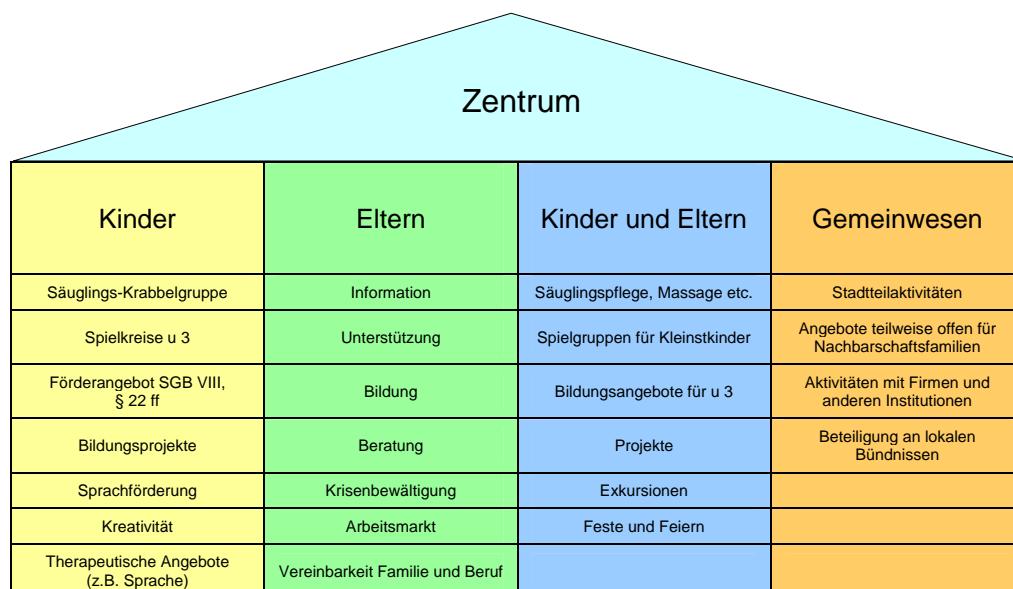 Zentrum
Kinder
Eltern
Kinder und Eltern
Gemeinwesen
Säuglings-Krabbelgruppe
Information
Säuglingspflege, Massage etc.
Stadtteilaktivitäten
Spielkreise u 3
Unterstützung
Spielgruppen für Kleinstkinder
Angebote teilweise offen für
Nachbarschaftsfamilien
Förderangebot SGB VIII,
§ 22 ff
Bildung
Bildungsangebote für u 3
Aktivitäten mit Firmen und
anderen Institutionen
Bildungsprojekte
Beratung
Projekte
Beteiligung an lokalen
Bündnissen
Sprachförderung
Krisenbewältigung
Exkursionen
Kreativität
Arbeitsmarkt
Feste und Feiern
Therapeutische Angebote
(z.B. Sprache)
Vereinbarkeit Familie und Beruf